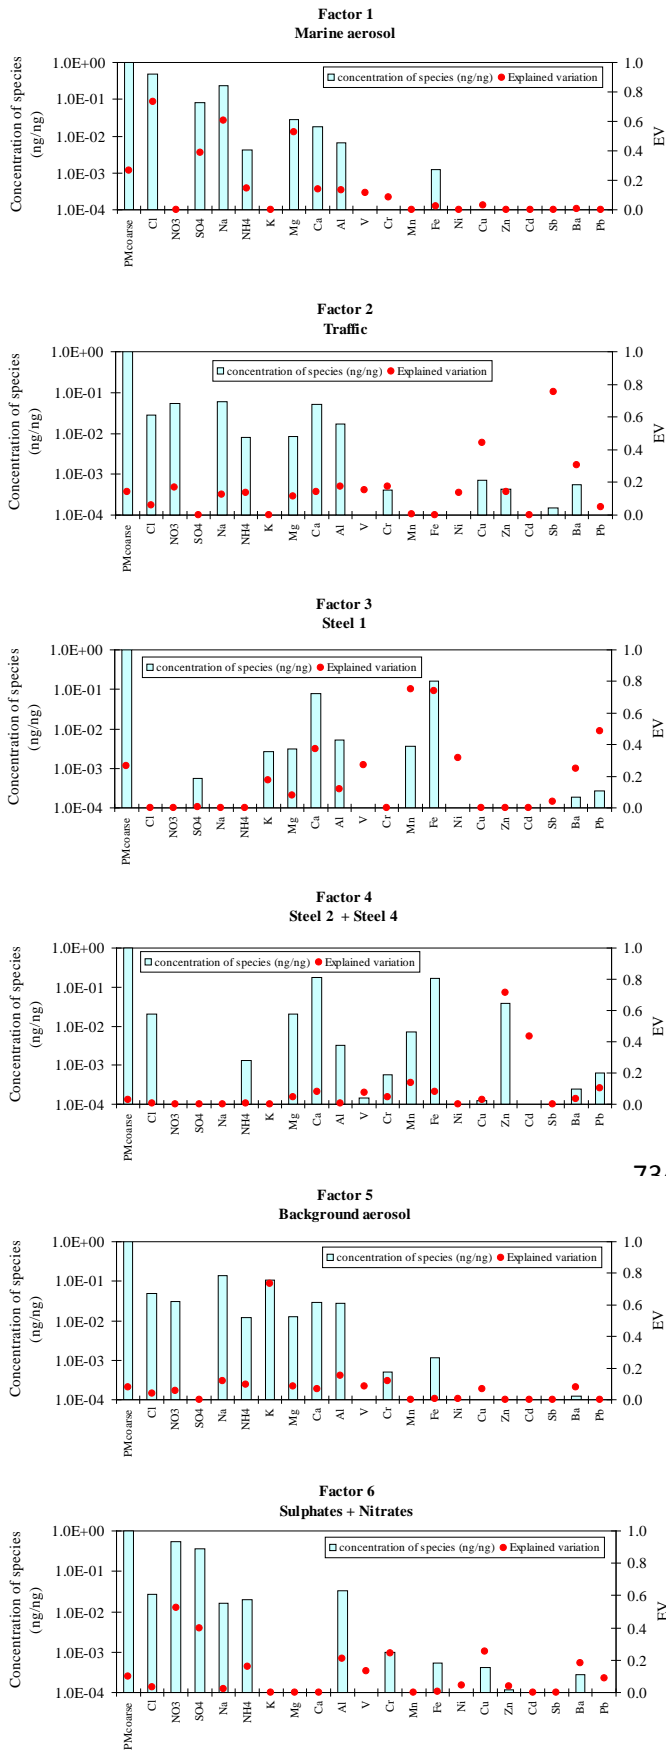 Factor 1
Marine aerosol
Concentration of species
(ng/ng)
1.0E+00
1.0E-01
1.0E-02
1.0E-03
1.0E-04
concentration of species (ng/ng) Explained variation
1.0
0.8
0.6
0.4
0.2
0.0
EV
PMcoarse Cl NO3 SO4 Na NH4 K Mg Ca Al V Cr Mn Fe Ni Cu Zn Cd Sb Ba Pb
Factor 2
Traffic
Concentration of species
(ng/ng)
1.0E+00
1.0E-01
1.0E-02
1.0E-03
1.0E-04
concentration of species (ng/ng) Explained variation
1.0
0.8
0.6
0.4
0.2
0.0
EV
PMcoarse Cl NO3 SO4 Na NH4 K Mg Ca Al V Cr Mn Fe Ni Cu Zn Cd Sb Ba Pb
Factor 3
Steel 1
Concentration of species
(ng/ng)
1.0E+00
1.0E-01
1.0E-02
1.0E-03
1.0E-04
concentration of species (ng/ng) Explained variation
1.0
0.8
0.6
0.4
0.2
0.0
EV
PMcoarse Cl NO3 SO4 Na NH4 K Mg Ca Al V Cr Mn Fe Ni Cu Zn Cd Sb Ba Pb
Factor 4
Steel 2 + Steel 4
Concentration of species
(ng/ng)
1.0E+00
1.0E-01
1.0E-02
1.0E-03
1.0E-04
concentration of species (ng/ng) Explained variation
1.0
0.8
0.6
0.4
0.2
0.0
EV
PMcoarse Cl NO3 SO4 Na NH4 K Mg Ca Al V Cr Mn Fe Ni Cu Zn Cd Sb Ba Pb
Factor 5
Background aerosol
Concentration of species
(ng/ng)
1.0E+00
1.0E-01
1.0E-02
1.0E-03
1.0E-04
concentration of species (ng/ng) Explained variation
1.0
0.8
0.6
0.4
0.2
0.0
EV
PMcoarse Cl NO3 SO4 Na NH4 K Mg Ca Al V Cr Mn Fe Ni Cu Zn Cd Sb Ba Pb
Factor 6
Sulphates + Nitrates
Concentration of species
(ng/ng)
1.0E+00
1.0E-01
1.0E-02
1.0E-03
1.0E-04
concentration of species (ng/ng) Explained variation
1.0
0.8
0.6
0.4
0.2
0.0
EV
PMcoarse Cl NO3 SO4 Na NH4 K Mg Ca Al V Cr Mn Fe Ni Cu Zn Cd Sb Ba Pb